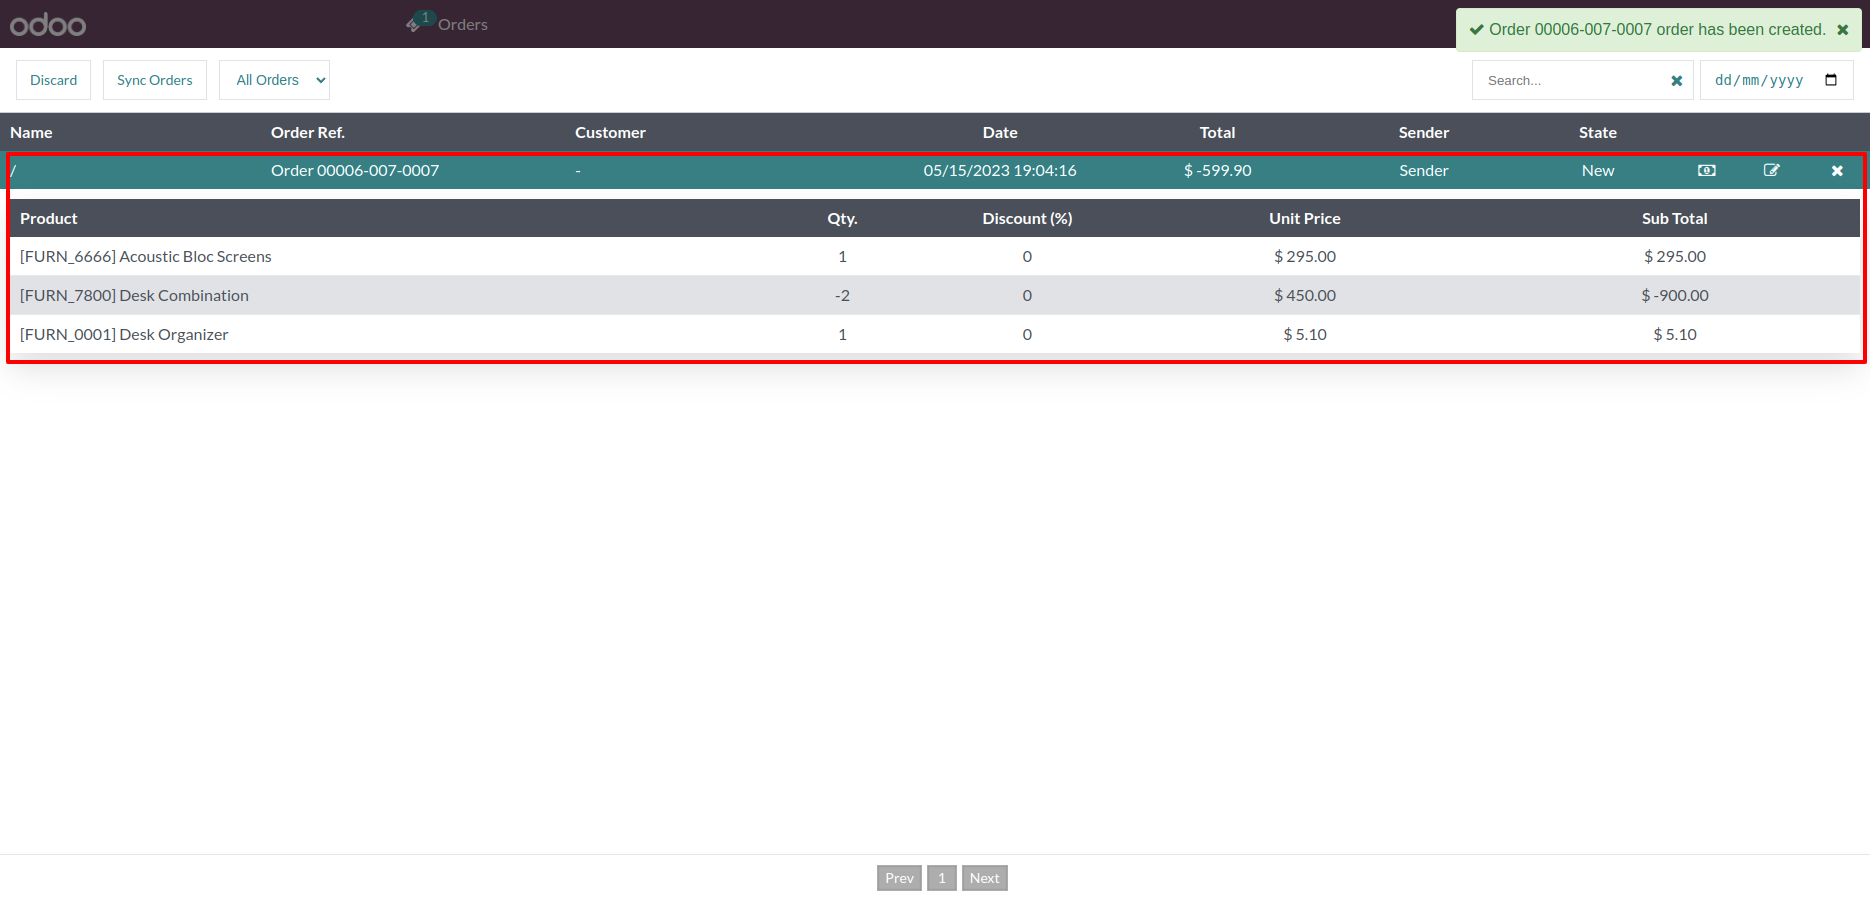 odoo
1 Orders
Order 00006-007-0007 order has been created.
Discard Sync Orders All Orders Search... dd/mm/yyyy
Name Order Ref. Customer Date Total Sender State
/ Order 00006-007-0007 - 05/15/2023 19:04:16 $ -599.90 Sender New
Product Qty. Discount (%) Unit Price Sub Total
[FURN_6666] Acoustic Bloc Screens 1 0 $ 295.00 $ 295.00
[FURN_7800] Desk Combination -2 0 $ 450.00 $ -900.00
[FURN_0001] Desk Organizer 1 0 $ 5.10 $ 5.10
Prev 1 Next